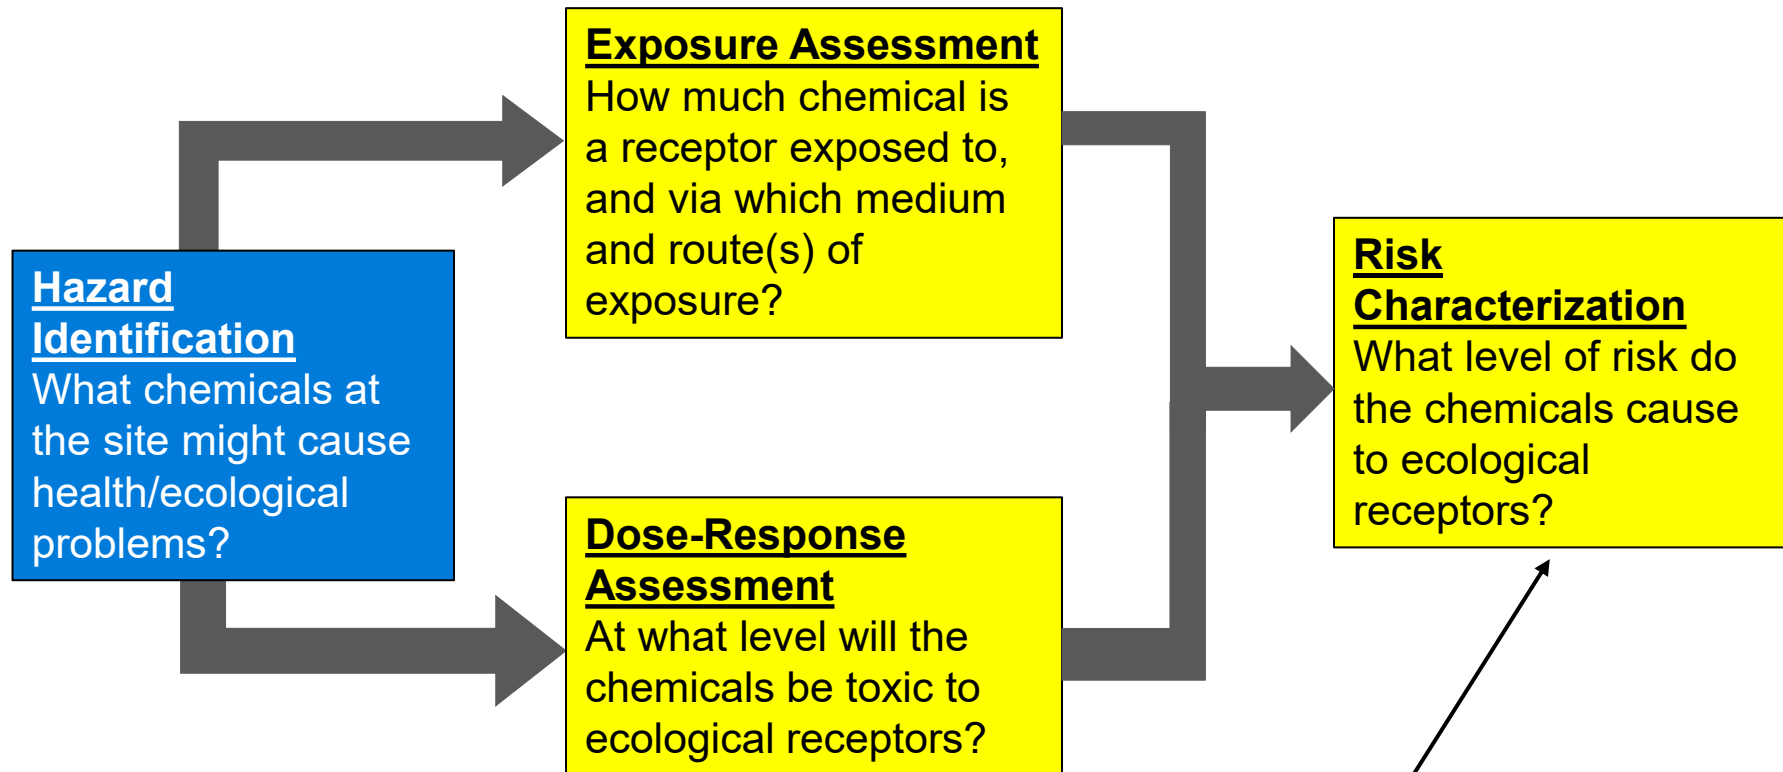 Exposure Assessment
How much chemical is
a receptor exposed to,
and via which medium
and route(s) of
exposure?
Hazard
Identification
What chemicals at
the site might cause
health/ecological
problems?
Dose-Response
Assessment
At what level will the
chemicals be toxic to
ecological receptors?
Risk
Characterization
What level of risk do
the chemicals cause
to ecological
receptors?